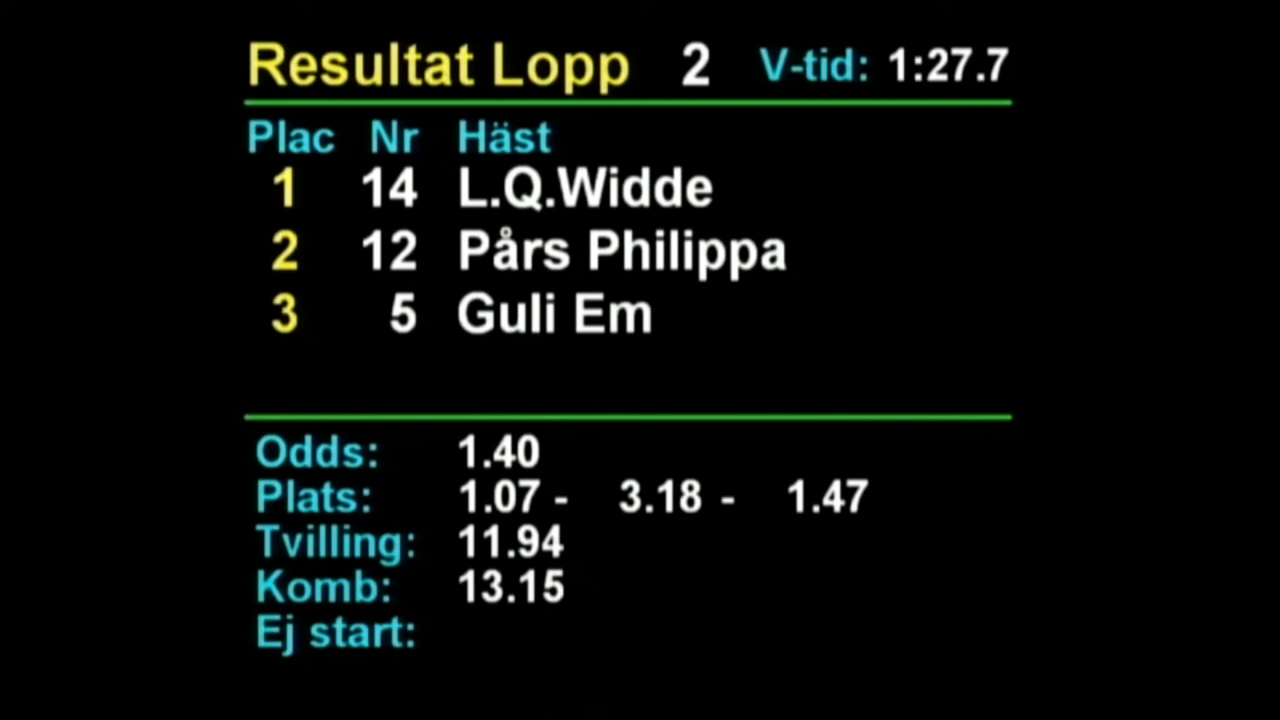 Resultat Lopp 2 V-tid: 1:27.7
Plac Nr Häst
1 14 L.Q.Widde
2 12 Pårs Philippa
3 5 Guli Em
Odds: 1.40
Plats: 1.07 - 3.18 - 1.47
Tvilling: 11.94
Komb: 13.15
Ej start: